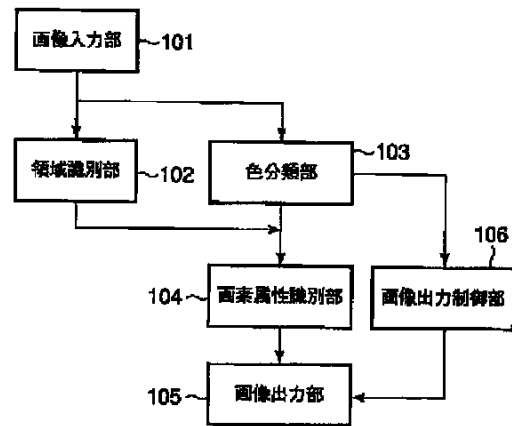 画像入力部
101
領域識別部
102
色分類部
103
106
104
画素属性識別部
画像出力制御部
105
画像出力部